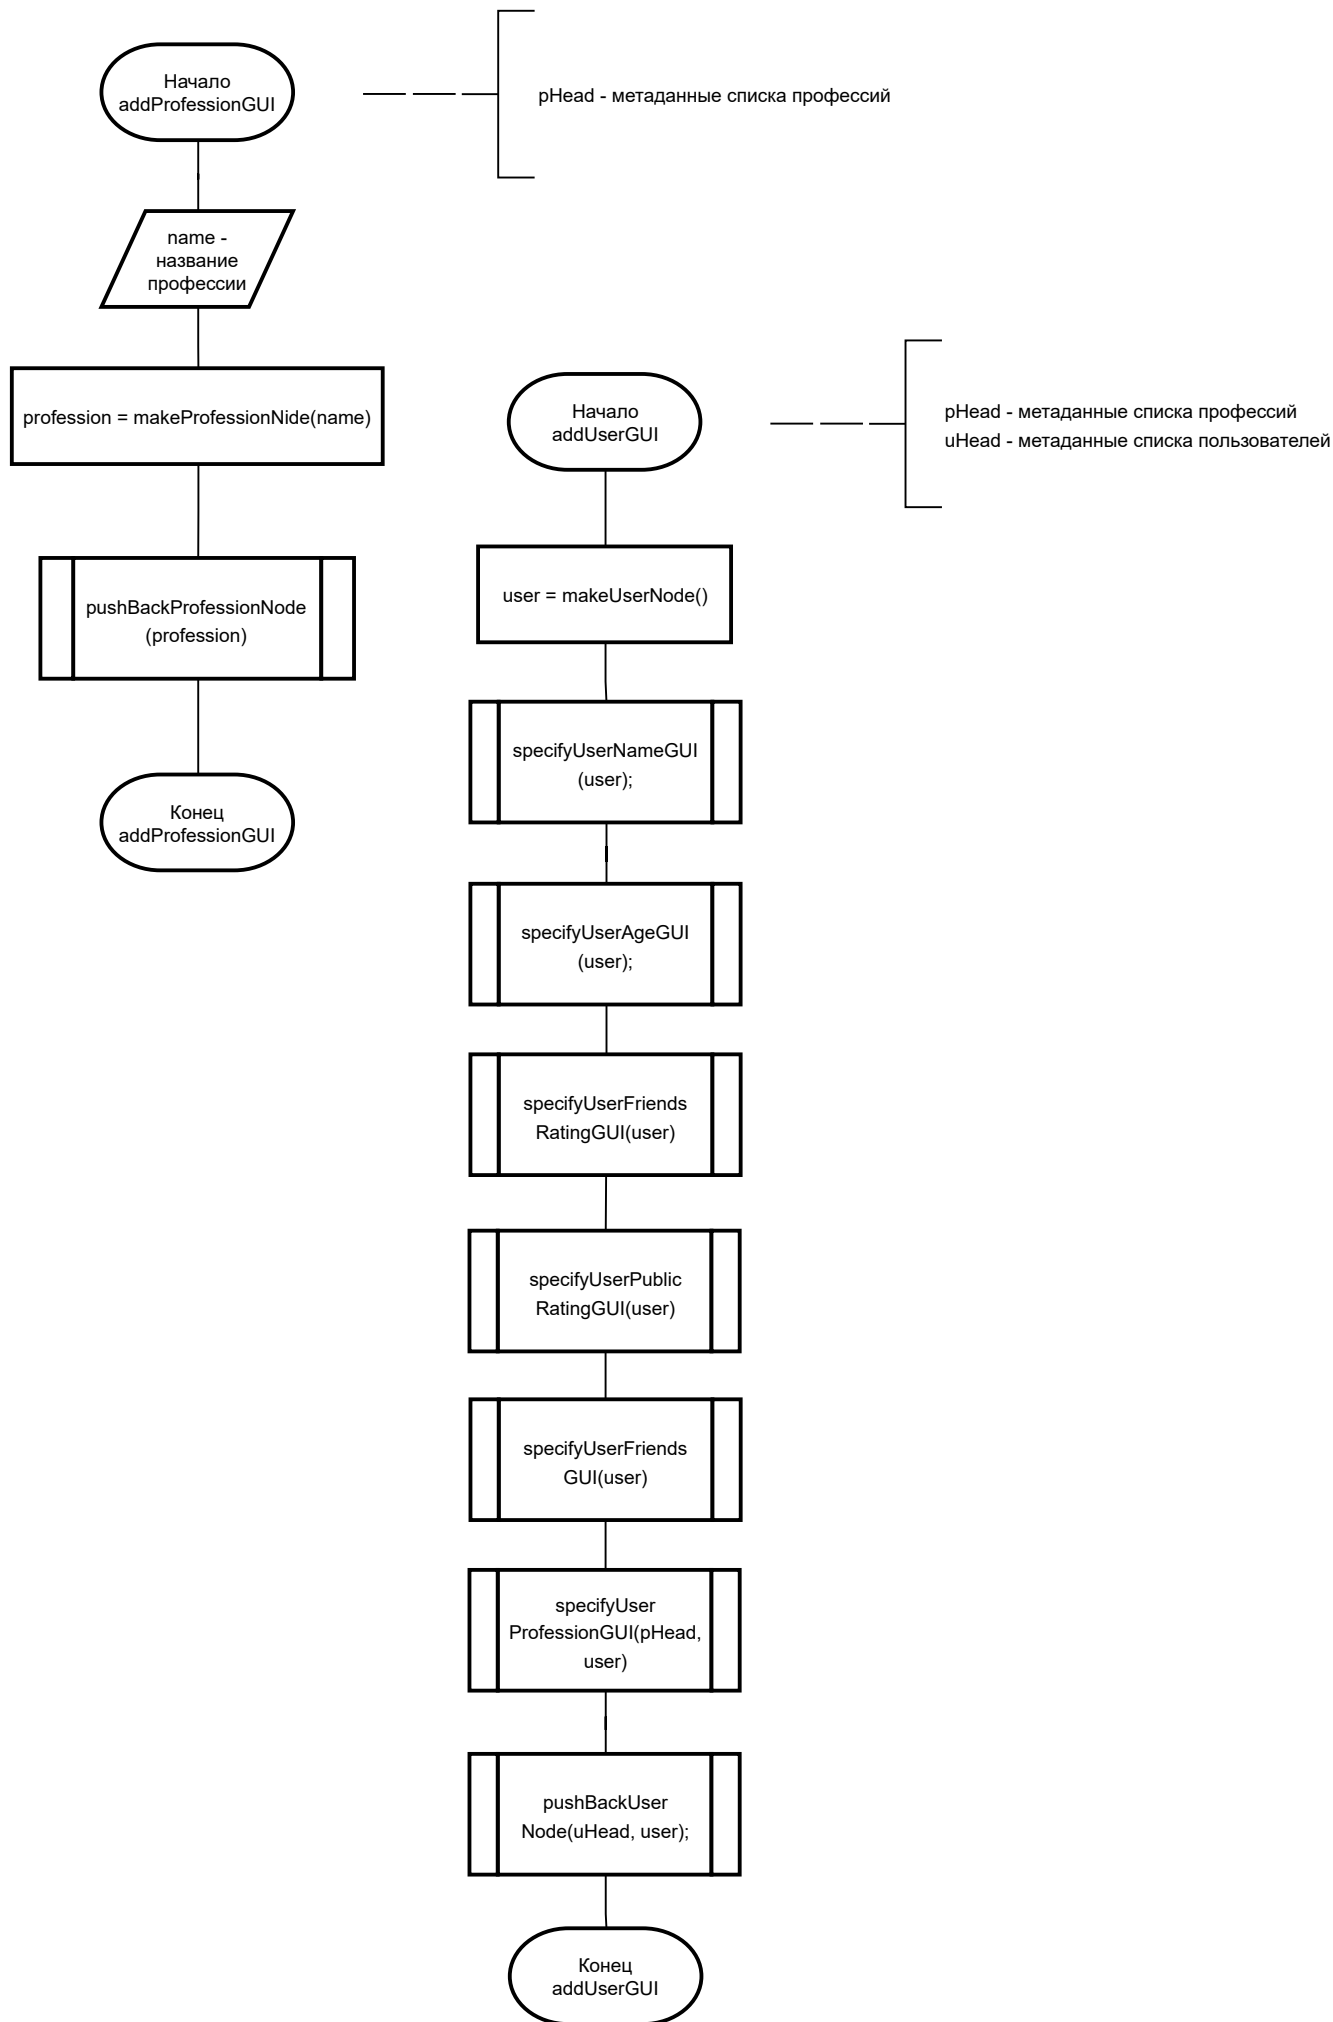 Начало
addProfessionGUI
pHead - метаданные списка профессий
name -
название
профессии
profession = makeProfessionNide(name)
pushBackProfessionNode
(profession)
Конец
addProfessionGUI
Начало
addUserGUI
pHead - метаданные списка профессий
uHead - метаданные списка пользователей
user = makeUserNode()
specifyUserNameGUI
(user);
specifyUserAgeGUI
(user);
specifyUserFriends
RatingGUI(user)
specifyUserPublic
RatingGUI(user)
specifyUserFriends
GUI(user)
specifyUser
ProfessionGUI(pHead,
user)
pushBackUser
Node(uHead, user);
Конец
addUserGUI